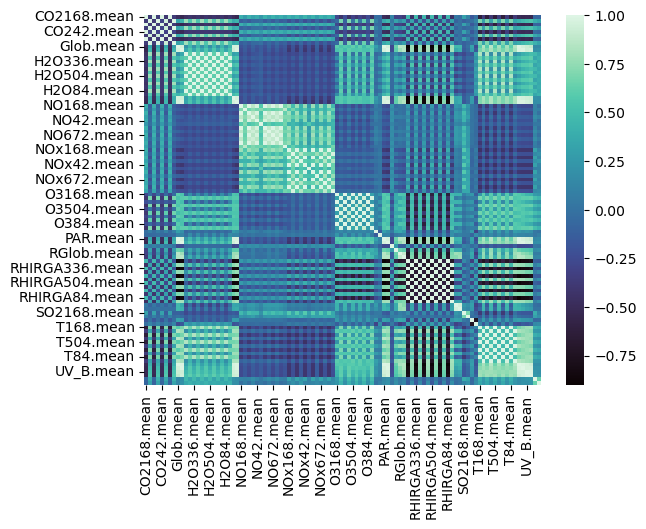 CO2168.mean
CO242.mean
Glob.mean
H2O336.mean
H2O504.mean
H2O84.mean
NO168.mean
NO42.mean
NO672.mean
NOx168.mean
NOx42.mean
NOx672.mean
O3168.mean
O3504.mean
O384.mean
PAR.mean
RGlob.mean
RHIRGA336.mean
RHIRGA504.mean
RHIRGA84.mean
SO2168.mean
T168.mean
T504.mean
T84.mean
UV_B.mean
CO2168.mean
CO242.mean
Glob.mean
H2O336.mean
H2O504.mean
H2O84.mean
NO168.mean
NO42.mean
NO672.mean
NOx168.mean
NOx42.mean
NOx672.mean
O3168.mean
O3504.mean
O384.mean
PAR.mean
RGlob.mean
RHIRGA336.mean
RHIRGA504.mean
RHIRGA84.mean
SO2168.mean
T168.mean
T504.mean
T84.mean
UV_B.mean
1.00
0.75
0.50
0.25
0.00
−0.25
−0.50
−0.75